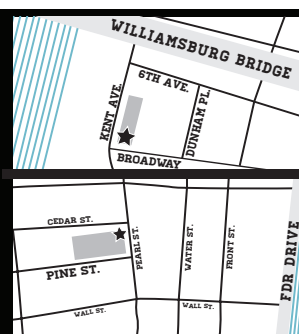 WILLIAMSBURG BRIDGE
6TH AVE.
KENT AVE.
DUNHAM PL.
BROADWAY
CEDAR ST.
PEARL ST.
WATER ST.
FRONT ST.
FDR DRIVE
PINE ST.
WALL ST.
WALL ST.